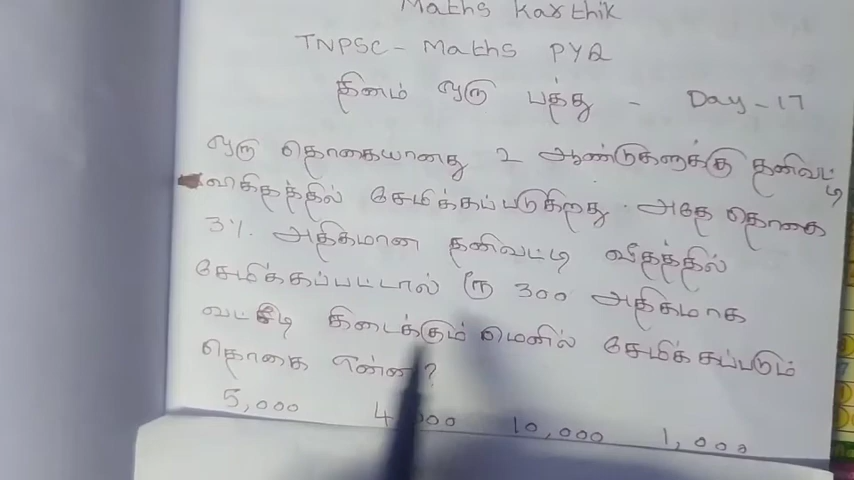 Maths Karthik
TNPSC - Maths PYQ
தினம் ஒரு பத்து - Day - 17
ஒரு தொகையானது 2 ஆண்டுகளுக்கு தனிவட்டி
விகிதத்தில் சேமிக்கப்படுகிறது. அதே தொகை
3% அதிகமான தனிவட்டி வீதத்தில்
சேமிக்கப்பட்டால் ரூ 300 அதிகமாக
வட்டி கிடைக்கும் மெனில் சேமிக்கப்படும்
தொகை என்ன?
5,000 10,000 1,000